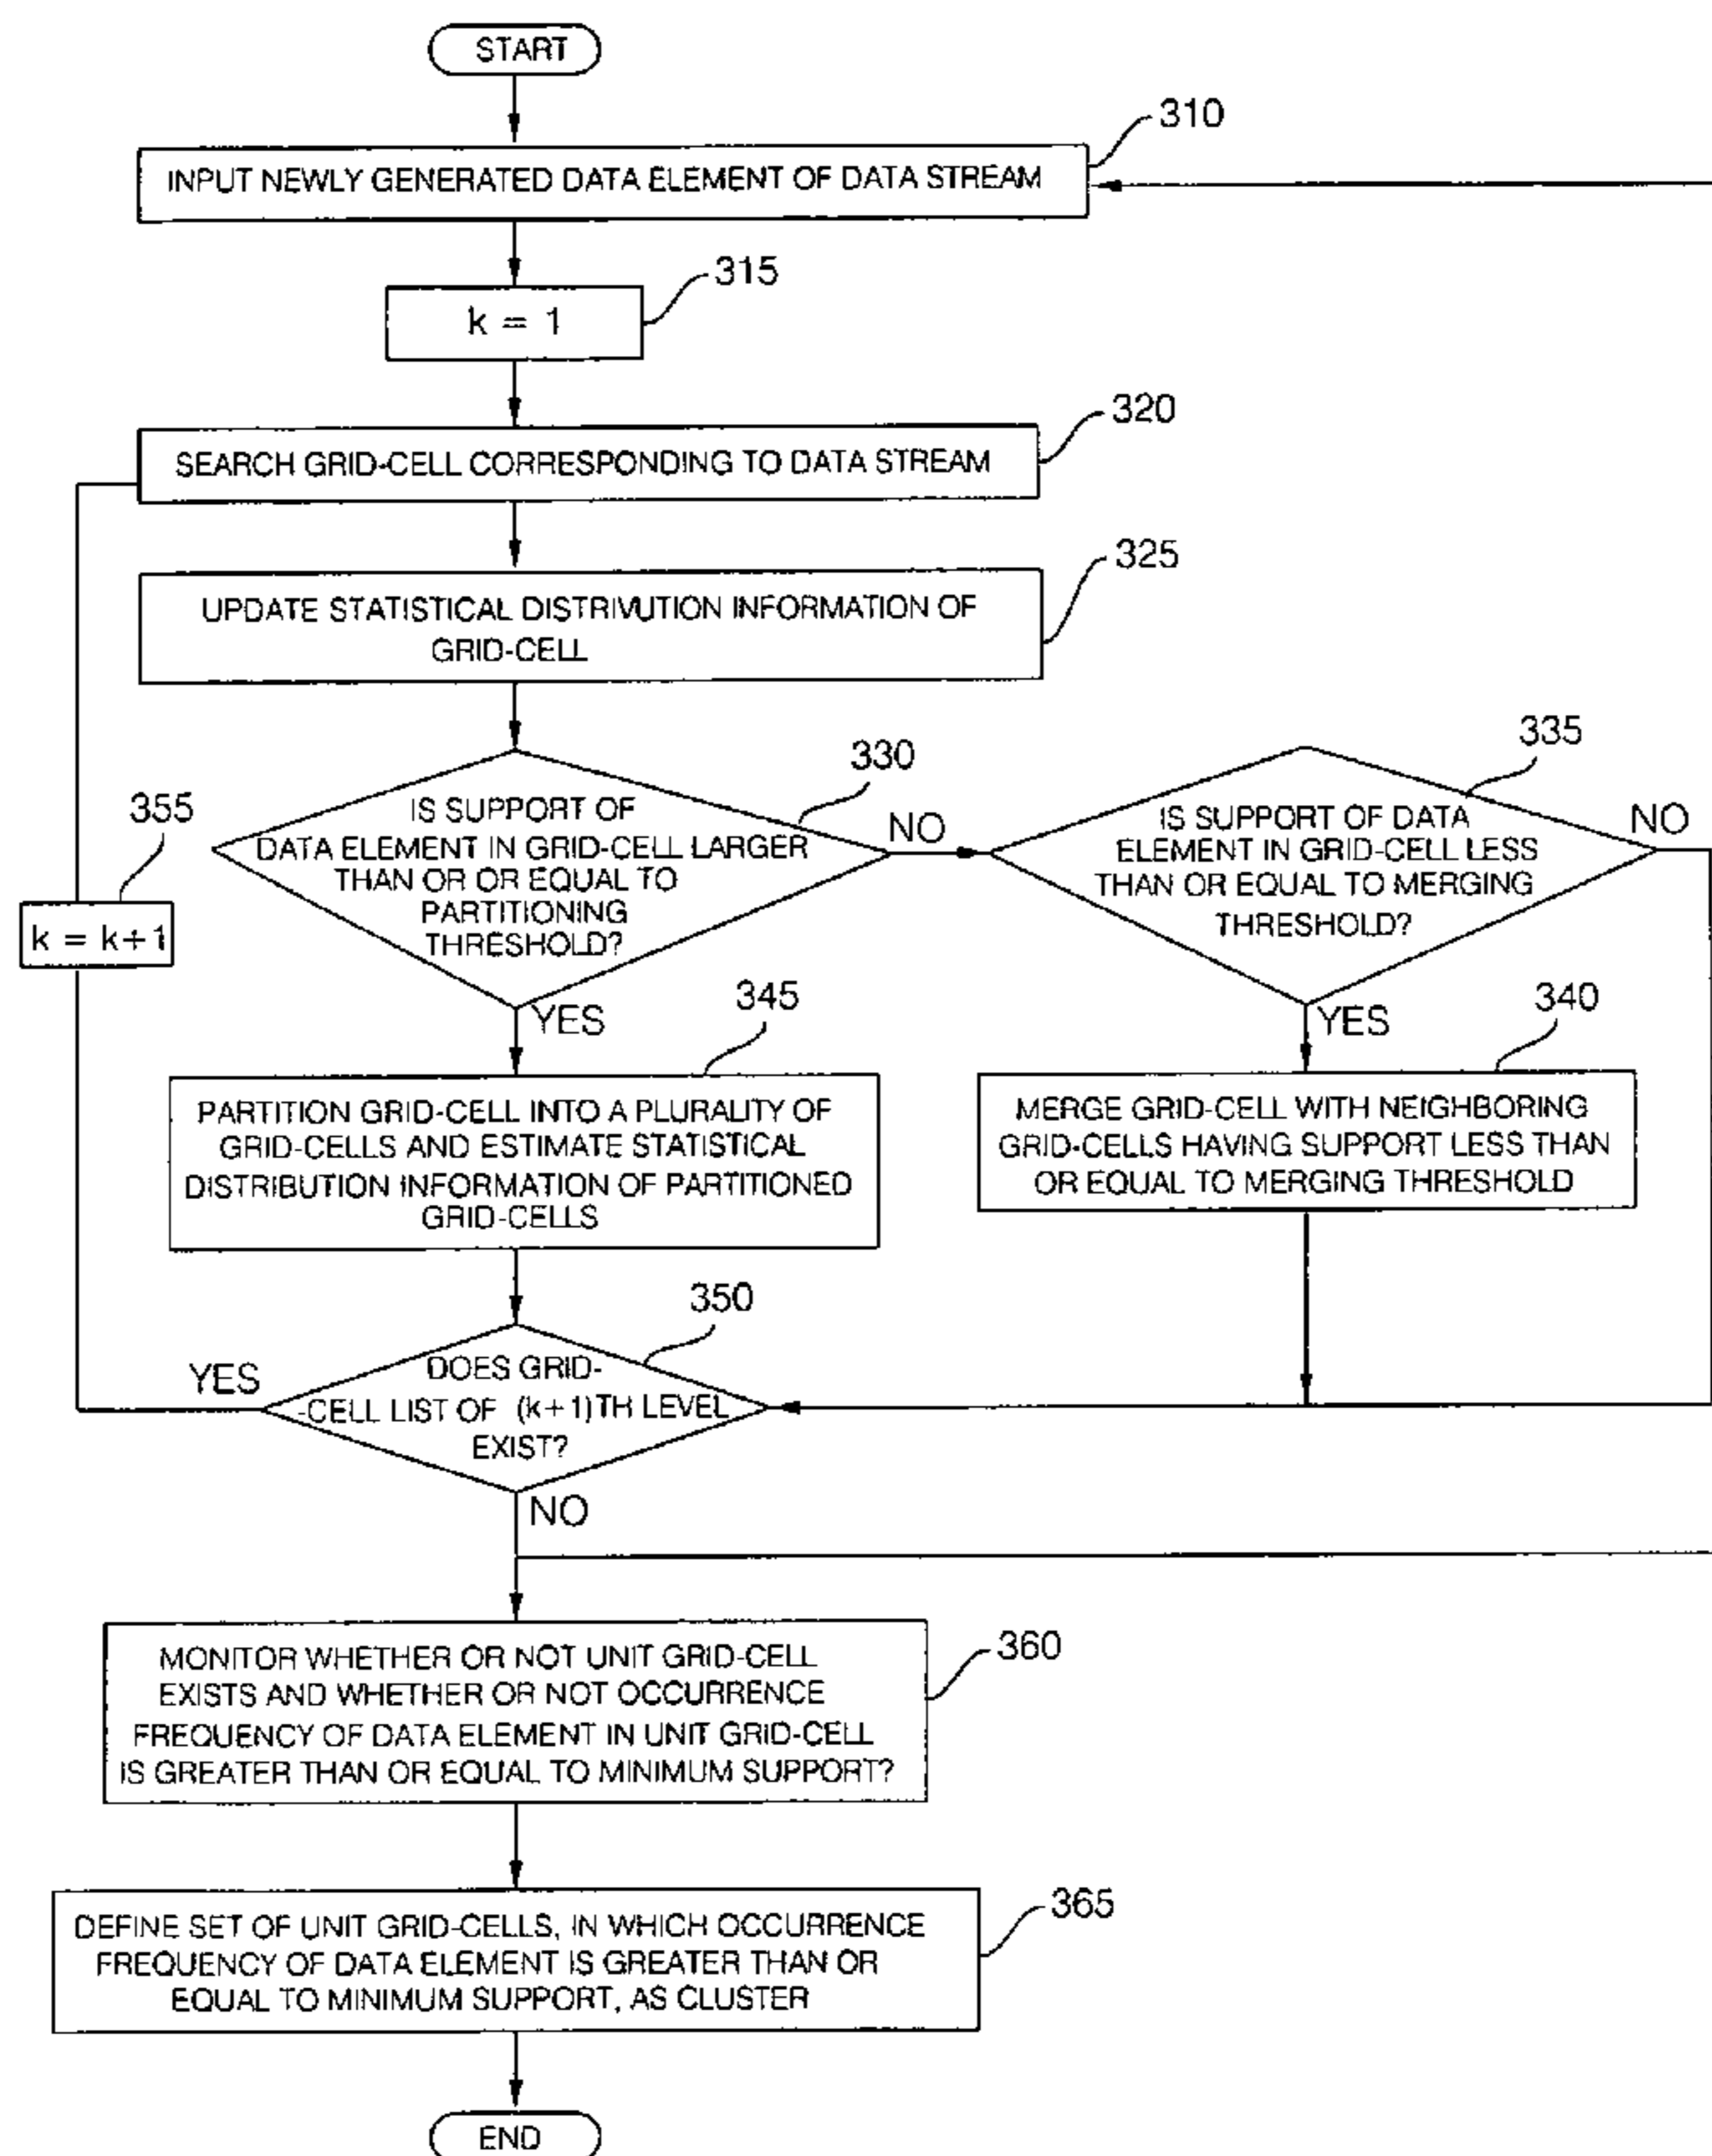 START
310
INPUT NEWLY GENERATED DATA ELEMENT OF DATA STREAM
315
k = 1
320
SEARCH GRID-CELL CORRESPONDING TO DATA STREAM
325
UPDATE STATISTICAL DISTRIVUTION INFORMATION OF
GRID-CELL
330
IS SUPPORT OF
DATA ELEMENT IN GRID-CELL LARGER
THAN OR OR EQUAL TO
PARTITIONING
THRESHOLD?
NO
335
IS SUPPORT OF DATA
ELEMENT IN GRID-CELL LESS
THAN OR EQUAL TO MERGING
THRESHOLD?
NO
355
k = k+1
YES
345
PARTITION GRID-CELL INTO A PLURALITY OF
GRID-CELLS AND ESTIMATE STATISTICAL
DISTRIBUTION INFORMATION OF PARTITIONED
GRID-CELLS
YES
340
MERGE GRID-CELL WITH NEIGHBORING
GRID-CELLS HAVING SUPPORT LESS THAN
OR EQUAL TO MERGING THRESHOLD
350
YES
DOES GRID-
-CELL LIST OF (k+1)TH LEVEL
EXIST?
NO
360
MONITOR WHETHER OR NOT UNIT GRID-CELL
EXISTS AND WHETHER OR NOT OCCURRENCE
FREQUENCY OF DATA ELEMENT IN UNIT GRID-CELL
IS GREATER THAN OR EQUAL TO MINIMUM SUPPORT?
365
DEFINE SET OF UNIT GRID-CELLS, IN WHICH OCCURRENCE
FREQUENCY OF DATA ELEMENT IS GREATER THAN OR
EQUAL TO MINIMUM SUPPORT, AS CLUSTER
END